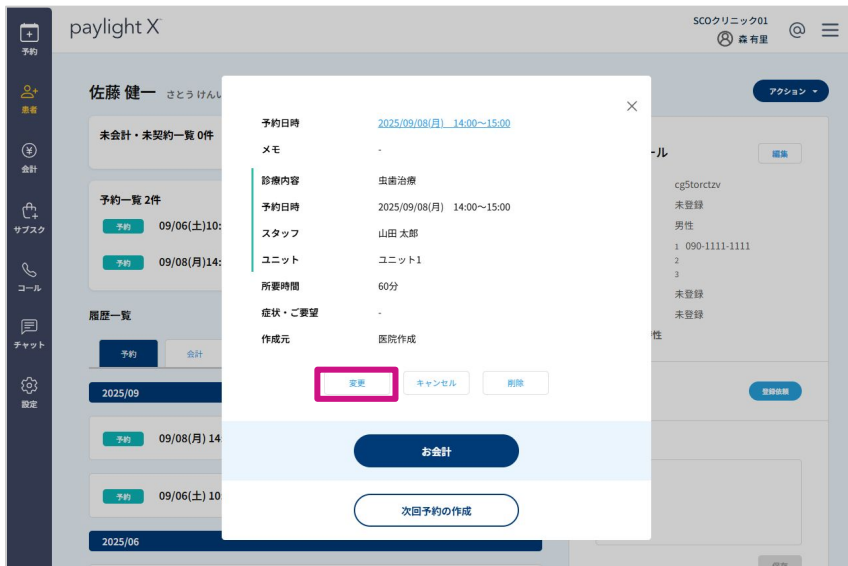 paylight X
SCOクリニック01
森 有里
予約
患者
会計
サブスク
コール
チャット
設定
佐藤 健一 さとう けんい
アクション
未会計・未契約一覧 0件
予約一覧 2件
予約 09/06(土)10:
予約 09/08(月)14:
履歴一覧
予約 会計
2025/09
予約 09/08(月) 14:
予約 09/06(土) 10:
2025/06
予約日時 2025/09/08(月) 14:00～15:00
メモ -
診療内容 虫歯治療
予約日時 2025/09/08(月) 14:00～15:00
スタッフ 山田 太郎
ユニット ユニット1
所要時間 60分
症状・ご要望 -
作成元 医院作成
変更 キャンセル 削除
お会計
次回予約の作成
ール 編集
cg5torctzv
未登録
男性
1 090-1111-1111
2
3
未登録
未登録
性
登録依頼